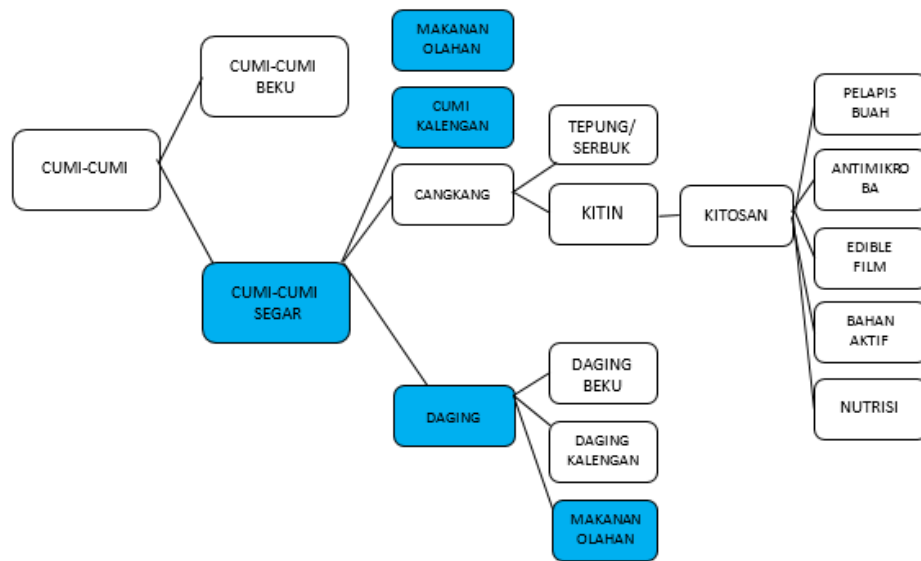 MAKANAN
OLAHAN
CUMI-CUMI
BEKU
CUMI
KALENGAN
CUMI-CUMI
CANGKANG
TEPUNG/
SERBUK
KITIN
KITOSAN
PELAPIS
BUAH
ANTIMIKRO
BA
EDIBLE
FILM
BAHAN
AKTIF
NUTRISI
CUMI-CUMI
SEGAR
DAGING
DAGING
BEKU
DAGING
KALENGAN
MAKANAN
OLAHAN